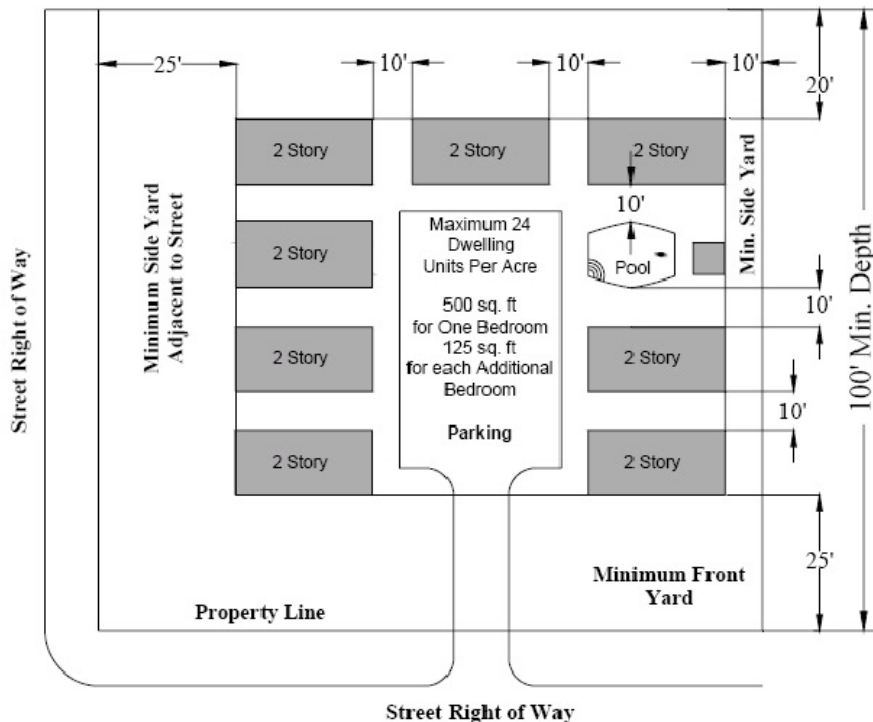 25'
10'
10'
10'
20'
2 Story
2 Story
2 Story
10'
Street Right of Way
Minimum Side Yard
Adjacent to Street
2 Story
Maximum 24
Dwelling
Units Per Acre
500 sq. ft
for One Bedroom
125 sq. ft
for each Additional
Bedroom
Parking
Pool
Min. Side Yard
10'
100' Min. Depth
2 Story
2 Story
10'
2 Story
2 Story
25'
Minimum Front
Yard
Property Line
Street Right of Way